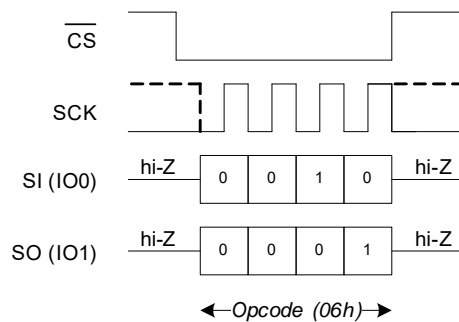 CS
SCK
hi-Z 0 0 1 0 hi-Z
SI (IO0)
hi-Z 0 0 0 1 hi-Z
SO (IO1)
Opcode (06h)